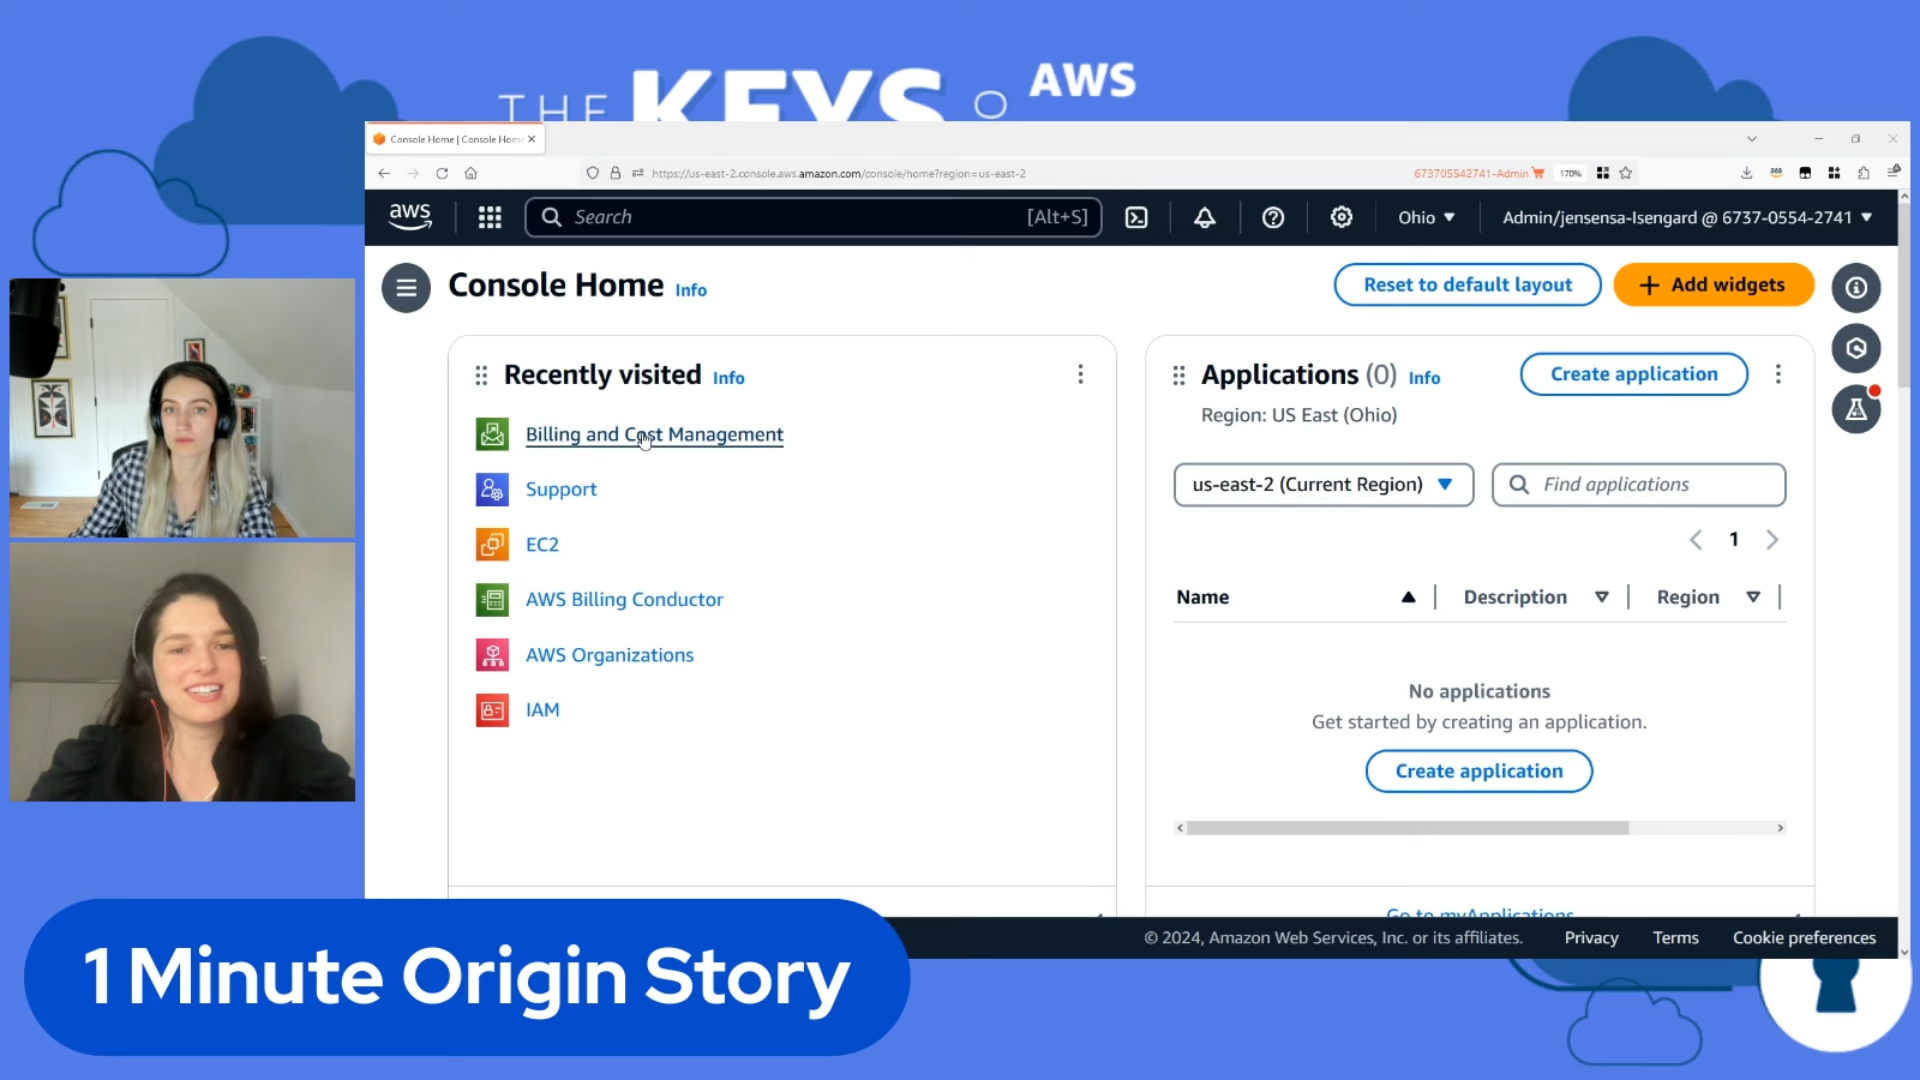 THE KEYS O AWS
Console Home | Console Home
https://us-east-2.console.aws.amazon.com/console/home?region=us-east-2
673705542741-Admin
170%
aws
Search
[Alt+S]
Ohio
Admin/jensensa-Isengard @ 6737-0554-2741
Console Home Info
Reset to default layout
+ Add widgets
Recently visited Info
Billing and Cost Management
Support
EC2
AWS Billing Conductor
AWS Organizations
IAM
Applications (0) Info
Create application
Region: US East (Ohio)
us-east-2 (Current Region)
Find applications
1
Name
Description
Region
No applications
Get started by creating an application.
Create application
Go to myApplications
© 2024, Amazon Web Services, Inc. or its affiliates.
Privacy
Terms
Cookie preferences
1 Minute Origin Story